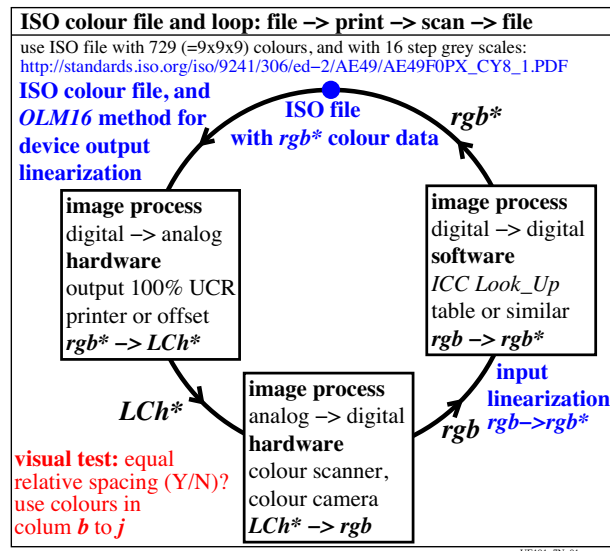 ISO colour file and loop: file –> print –> scan –> file
use ISO file with 729 (=9x9x9) colours, and with 16 step grey scales:
http://standards.iso.org/iso/9241/306/ed-2/AE49/AE49F0PX_CY8_1.PDF
ISO colour file, and
OLM16 method for
device output
linearization
ISO file
with rgb* colour data
rgb*
image process
digital –> analog
hardware
output 100% UCR
printer or offset
rgb* –> LCh*
image process
digital –> digital
software
ICC Look_Up
table or similar
rgb –> rgb*
LCh*
image process
analog –> digital
hardware
colour scanner,
colour camera
LCh* –> rgb
rgb
input
linearization
rgb–>rgb*
visual test: equal
relative spacing (Y/N)?
use colours in
colum b to j